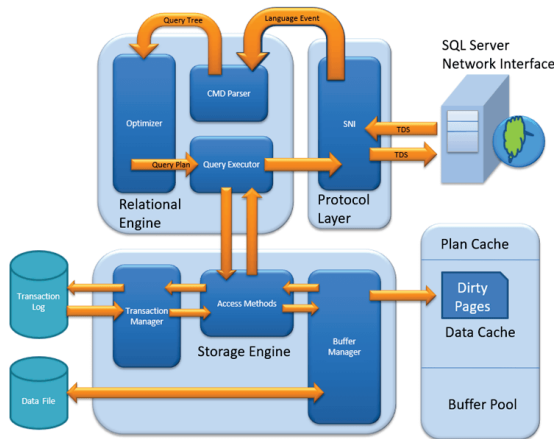 Query Tree
Language Event
SQL Server
Network Interface
CMD Parser
Optimizer
SNI
TDS
TDS
Query Plan
Query Executor
Relational
Engine
Protocol
Layer
Plan Cache
Dirty
Pages
Data Cache
Buffer Pool
Transaction
Log
Transaction
Manager
Access Methods
Storage Engine
Buffer
Manager
Data File